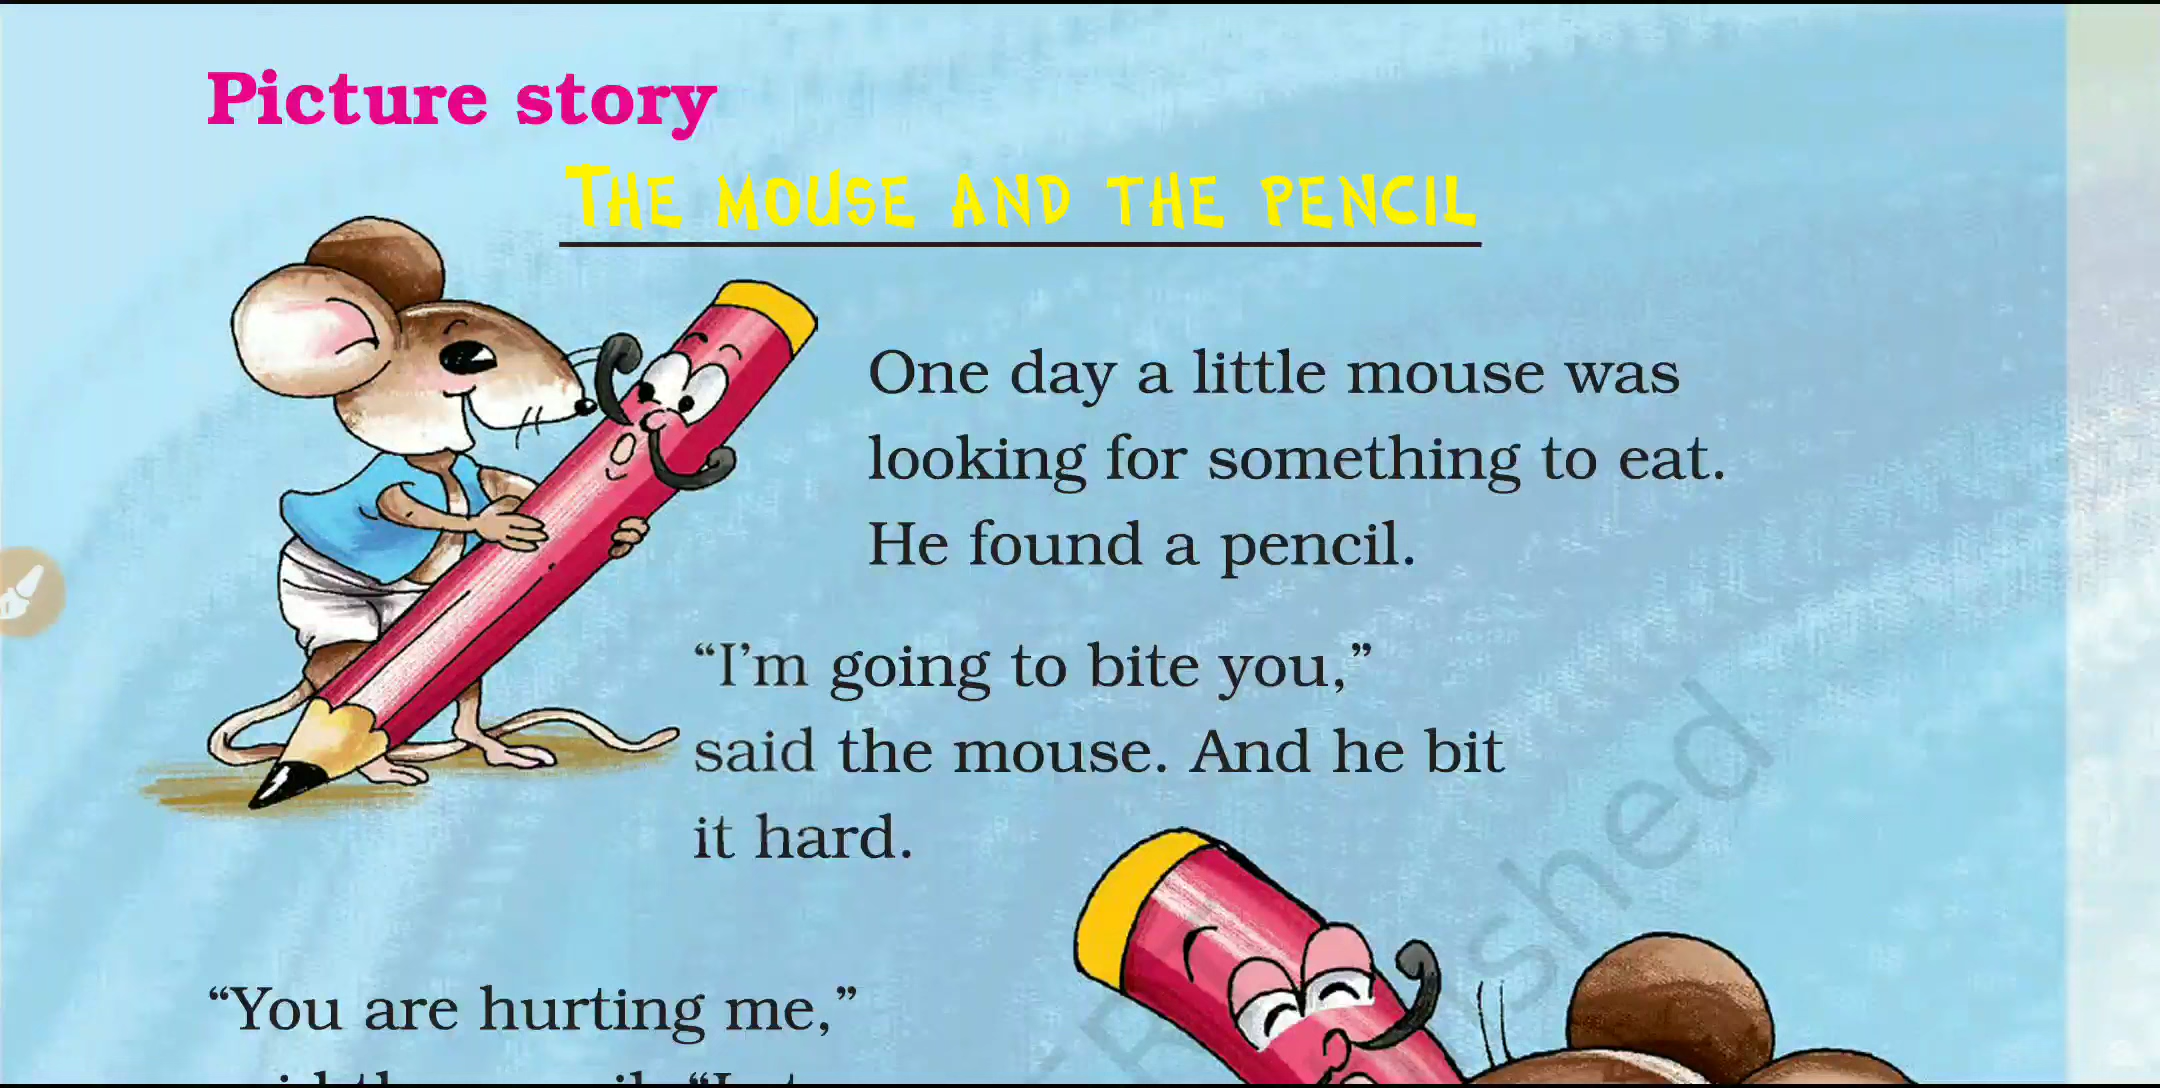 Picture story
THE MOUSE AND THE PENCIL
One day a little mouse was
looking for something to eat.
He found a pencil.
“I’m going to bite you,”
said the mouse. And he bit
it hard.
“You are hurting me,”